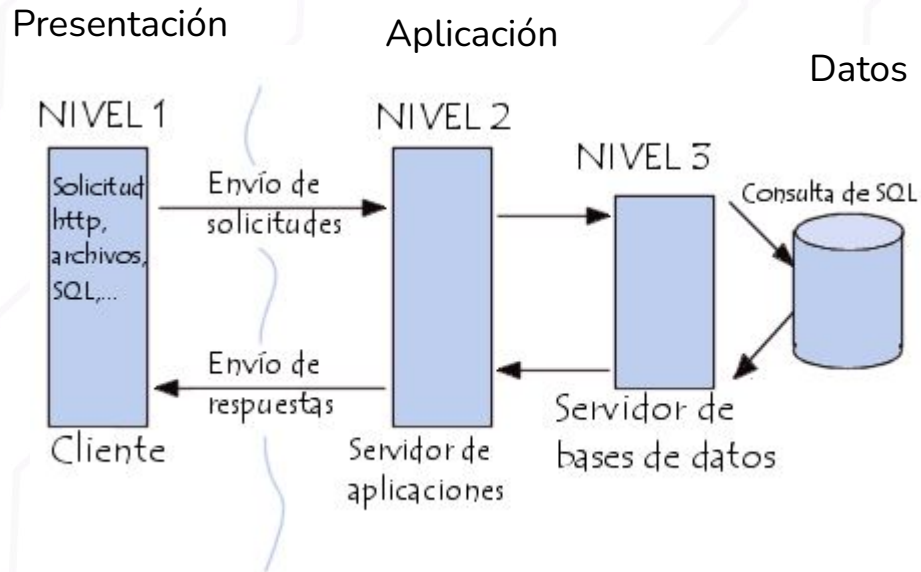 Presentación
Aplicación
Datos
NIVEL 1
Solicitud
http,
archivos,
SQL,...
Cliente
Envío de
solicitudes
Envío de
respuestas
NIVEL 2
Servidor de
aplicaciones
NIVEL 3
Servidor de
bases de datos
Consulta de SQL